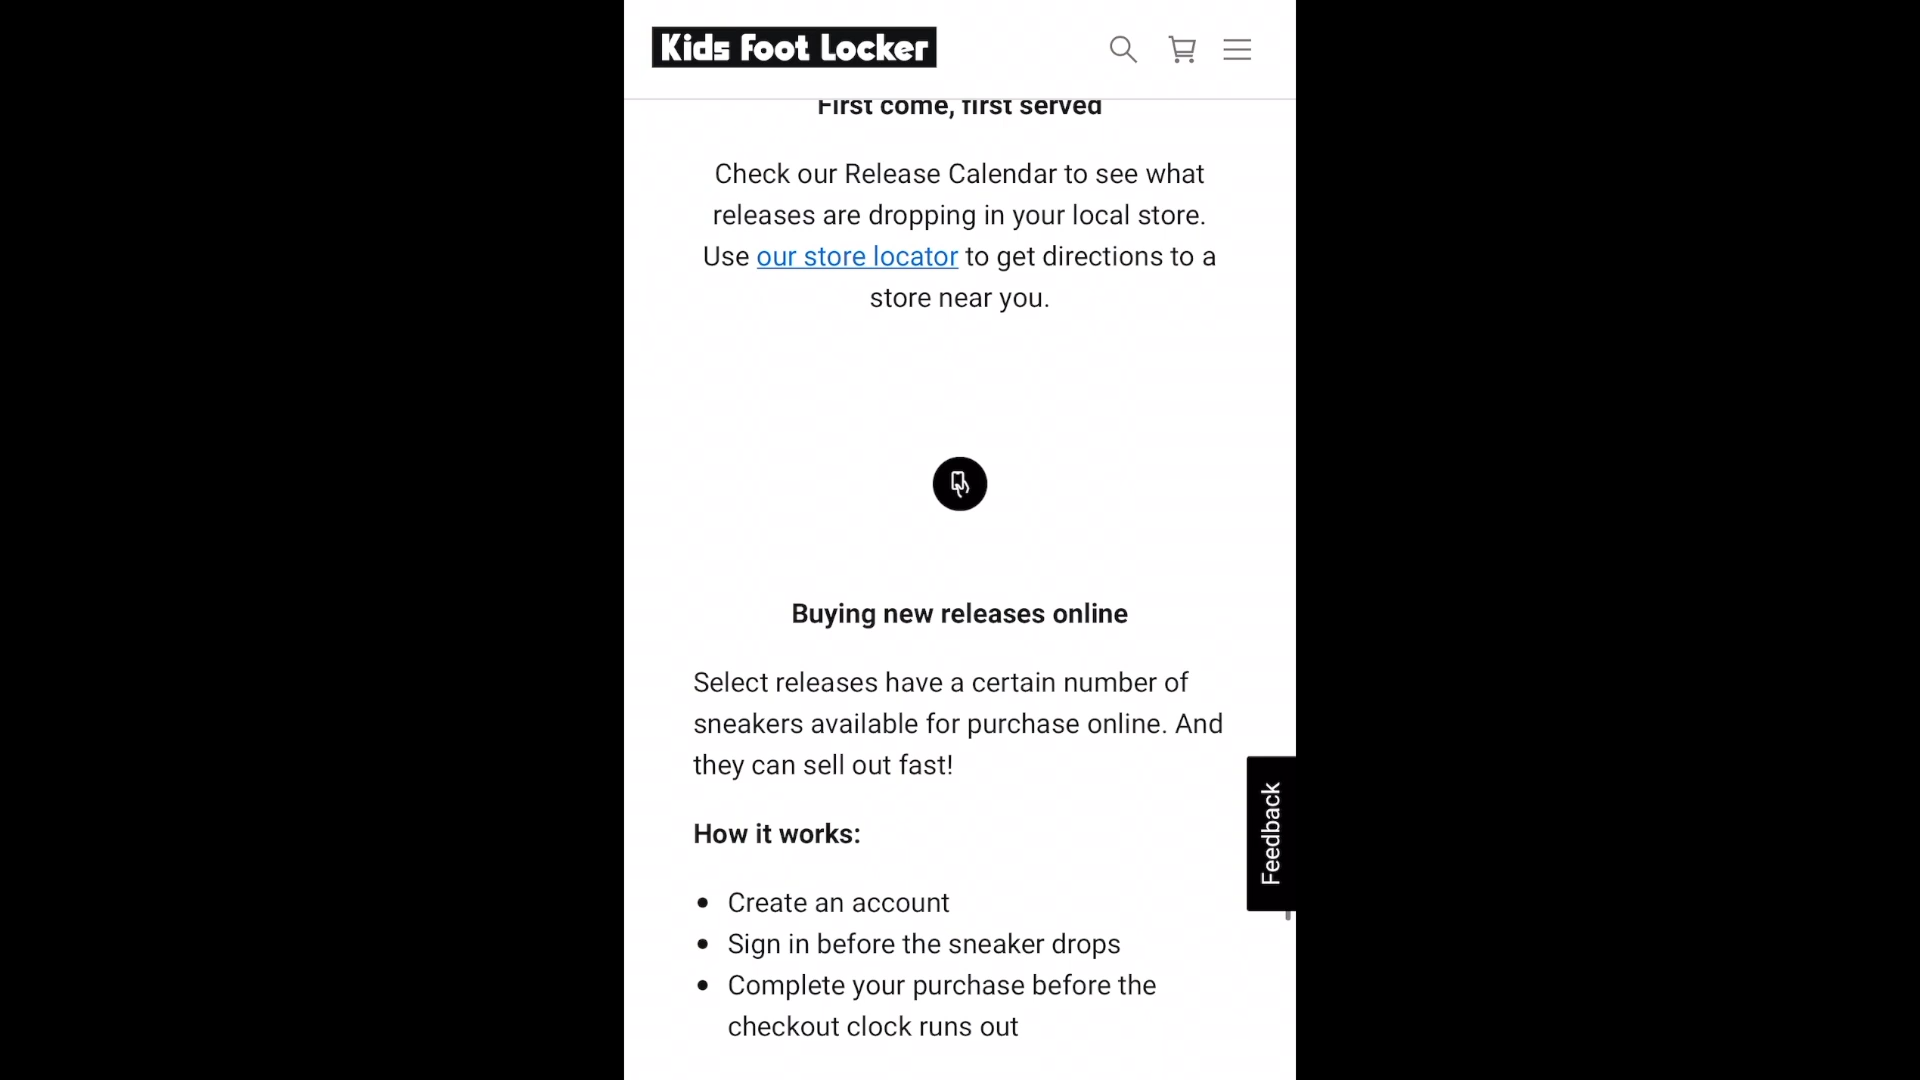 Kids Foot Locker
First come, first served
Check our Release Calendar to see what
releases are dropping in your local store.
Use our store locator to get directions to a
store near you.
Buying new releases online
Select releases have a certain number of
sneakers available for purchase online. And
they can sell out fast!
Feedback
How it works:
• Create an account
• Sign in before the sneaker drops
• Complete your purchase before the
checkout clock runs out